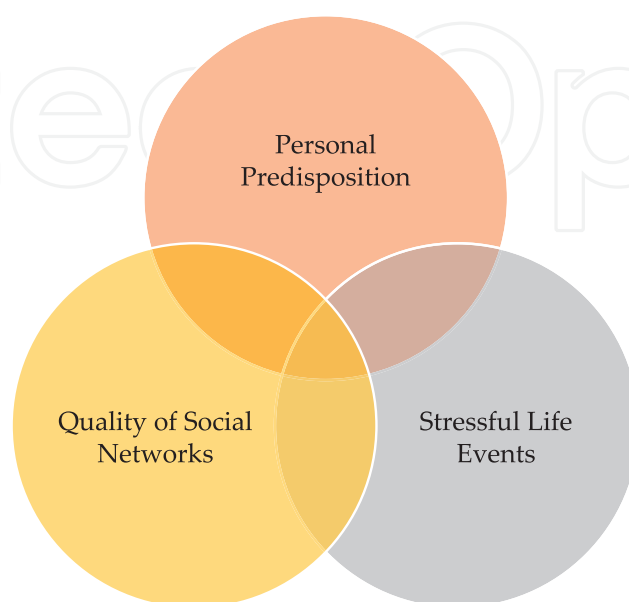 Personal
Predisposition
Quality of Social
Networks
Stressful Life
Events